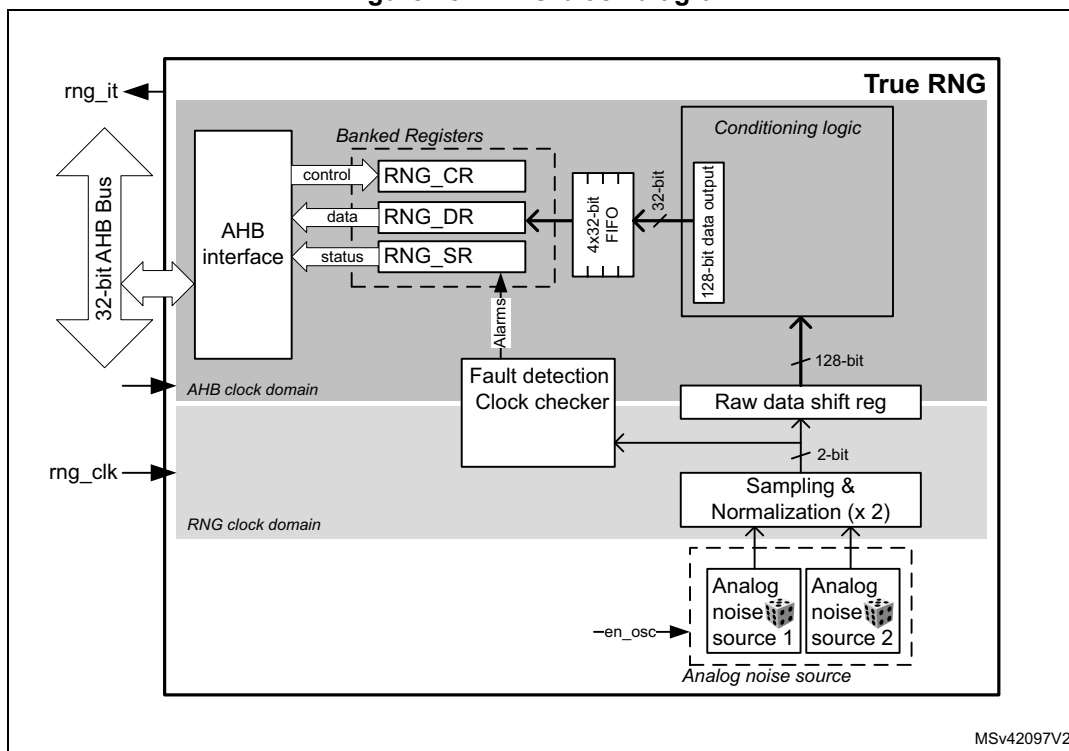 True RNG
rng_it
Banked Registers
Conditioning logic
control
RNG_CR
data
RNG_DR
status
RNG_SR
AHB
interface
32-bit AHB Bus
4x32-bit
FIFO
32-bit
128-bit data output
Alarms
128-bit
AHB clock domain
Fault detection
Clock checker
Raw data shift reg
rng_clk
2-bit
Sampling &
Normalization (x 2)
RNG clock domain
Analog
noise
source 1
Analog
noise
source 2
en_osc
Analog noise source
MSv42097V2